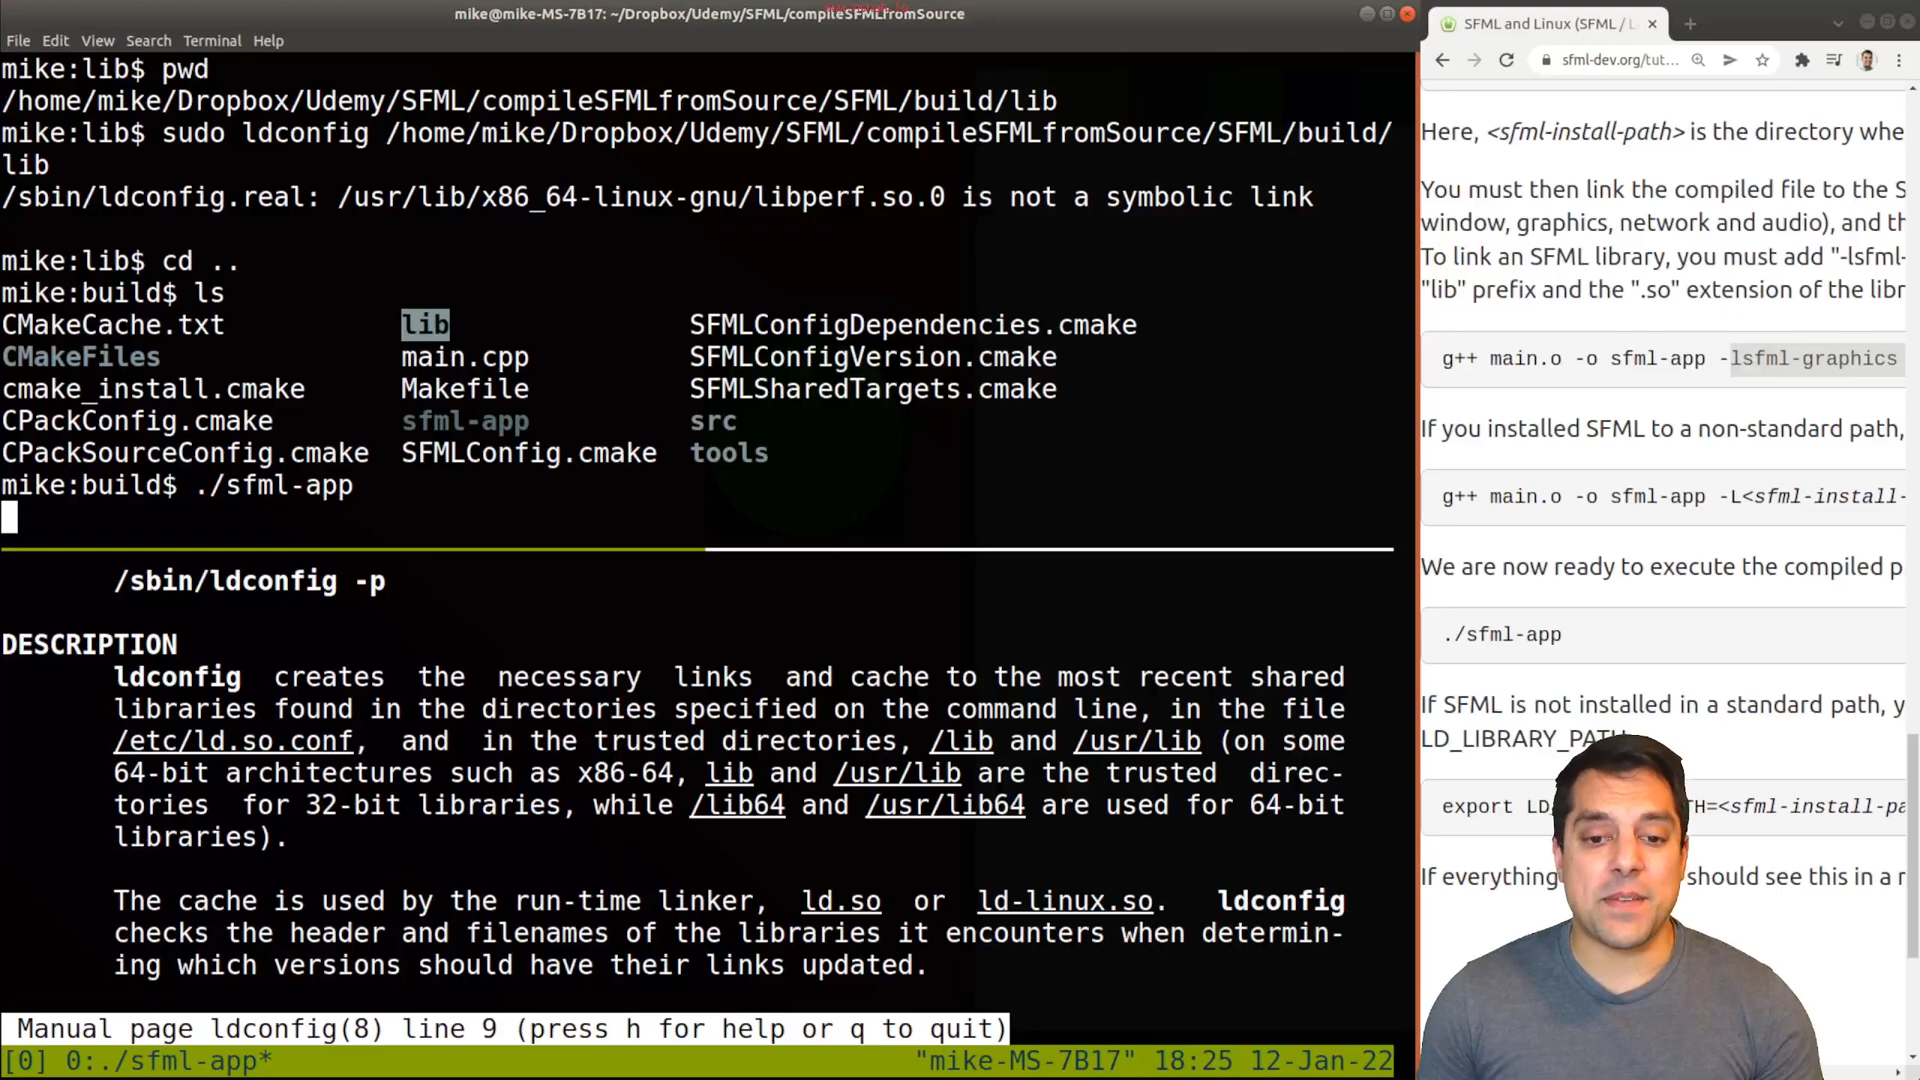 mike@mike-MS-7B17: ~/Dropbox/Udemy/SFML/compileSFMLfromSource
File Edit View Search Terminal Help
mike:lib$ pwd
/home/mike/Dropbox/Udemy/SFML/compileSFMLfromSource/SFML/build/lib
mike:lib$ sudo ldconfig /home/mike/Dropbox/Udemy/SFML/compileSFMLfromSource/SFML/build/
lib
/sbin/ldconfig.real: /usr/lib/x86_64-linux-gnu/libperf.so.0 is not a symbolic link
mike:lib$ cd ..
mike:build$ ls
CMakeCache.txt lib SFMLConfigDependencies.cmake
CMakeFiles main.cpp SFMLConfigVersion.cmake
cmake_install.cmake Makefile SFMLSharedTargets.cmake
CPackConfig.cmake sfml-app src
CPackSourceConfig.cmake SFMLConfig.cmake tools
mike:build$ ./sfml-app
/sbin/ldconfig -p
DESCRIPTION
ldconfig creates the necessary links and cache to the most recent shared
libraries found in the directories specified on the command line, in the file
/etc/ld.so.conf, and in the trusted directories, /lib and /usr/lib (on some
64-bit architectures such as x86-64, lib and /usr/lib are the trusted direc-
tories for 32-bit libraries, while /lib64 and /usr/lib64 are used for 64-bit
libraries).
The cache is used by the run-time linker, ld.so or ld-linux.so. ldconfig
checks the header and filenames of the libraries it encounters when determin-
ing which versions should have their links updated.
Manual page ldconfig(8) line 9 (press h for help or q to quit)
[0] 0:./sfml-app* "mike-MS-7B17" 18:25 12-Jan-22
SFML and Linux (SFML / L
sfml-dev.org/tut...
Here, <sfml-install-path> is the directory whe
You must then link the compiled file to the S
window, graphics, network and audio), and th
To link an SFML library, you must add "-lsfml-
"lib" prefix and the ".so" extension of the libr
g++ main.o -o sfml-app -lsfml-graphics
If you installed SFML to a non-standard path,
g++ main.o -o sfml-app -L<sfml-install-
We are now ready to execute the compiled p
./sfml-app
If SFML is not installed in a standard path, y
LD_LIBRARY_PATH
export LD TH=<sfml-install-pa
If everything should see this in a r